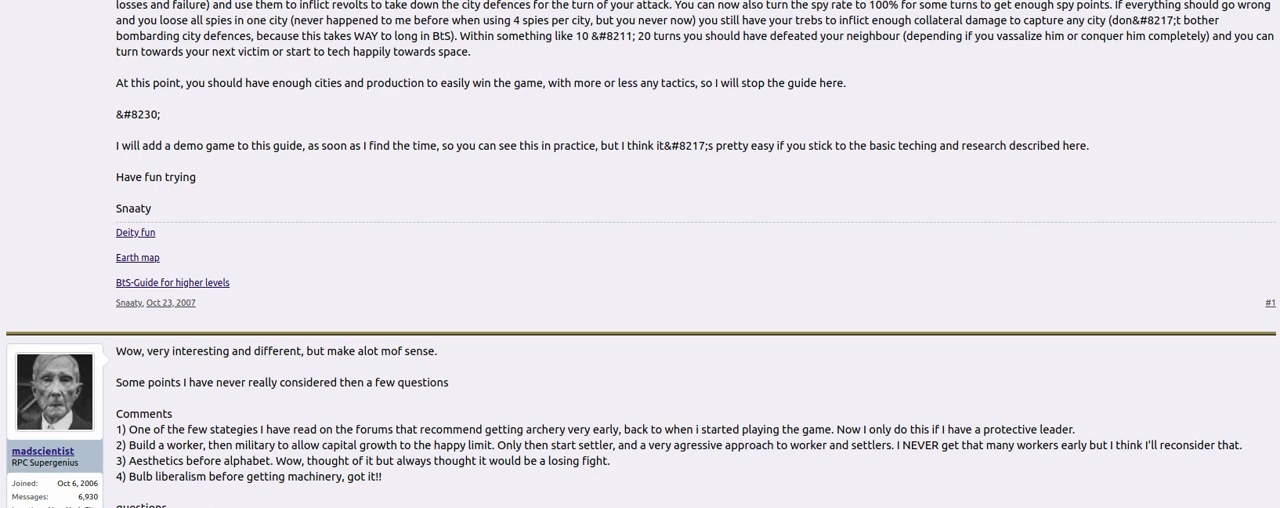 losses and failure) and use them to inflict revolts to take down the city defences for the turn of your attack. You can now also turn the spy rate to 100% for some turns to get enough spy points. If everything should go wrong
and you loose all spies in one city (never happened to me before when using 4 spies per city, but you never now) you still have your trebs to inflict enough collateral damage to capture any city (don&#8217;t bother
bombarding city defences, because this takes WAY to long in BtS). Within something like 10 &#8211; 20 turns you should have defeated your neighbour (depending if you vassalize him or conquer him completely) and you can
turn towards your next victim or start to tech happily towards space.
At this point, you should have enough cities and production to easily win the game, with more or less any tactics, so I will stop the guide here.
&#8230;
I will add a demo game to this guide, as soon as I find the time, so you can see this in practice, but I think it&#8217;s pretty easy if you stick to the basic teching and research described here.
Have fun trying
Snaaty
Deity fun
Earth map
BtS-Guide for higher levels
Snaaty, Oct 23, 2007 #1
Wow, very interesting and different, but make alot mof sense.
Some points I have never really considered then a few questions
Comments
1) One of the few stategies I have read on the forums that recommend getting archery very early, back to when i started playing the game. Now I only do this if I have a protective leader.
2) Build a worker, then military to allow capital growth to the happy limit. Only then start settler, and a very agressive approach to worker and settlers. I NEVER get that many workers early but I think I'll reconsider that.
3) Aesthetics before alphabet. Wow, thought of it but always thought it would be a losing fight.
4) Bulb liberalism before getting machinery, got it!!
questions
madscientist
RPC Supergenius
Joined: Oct 6, 2006
Messages: 6,930